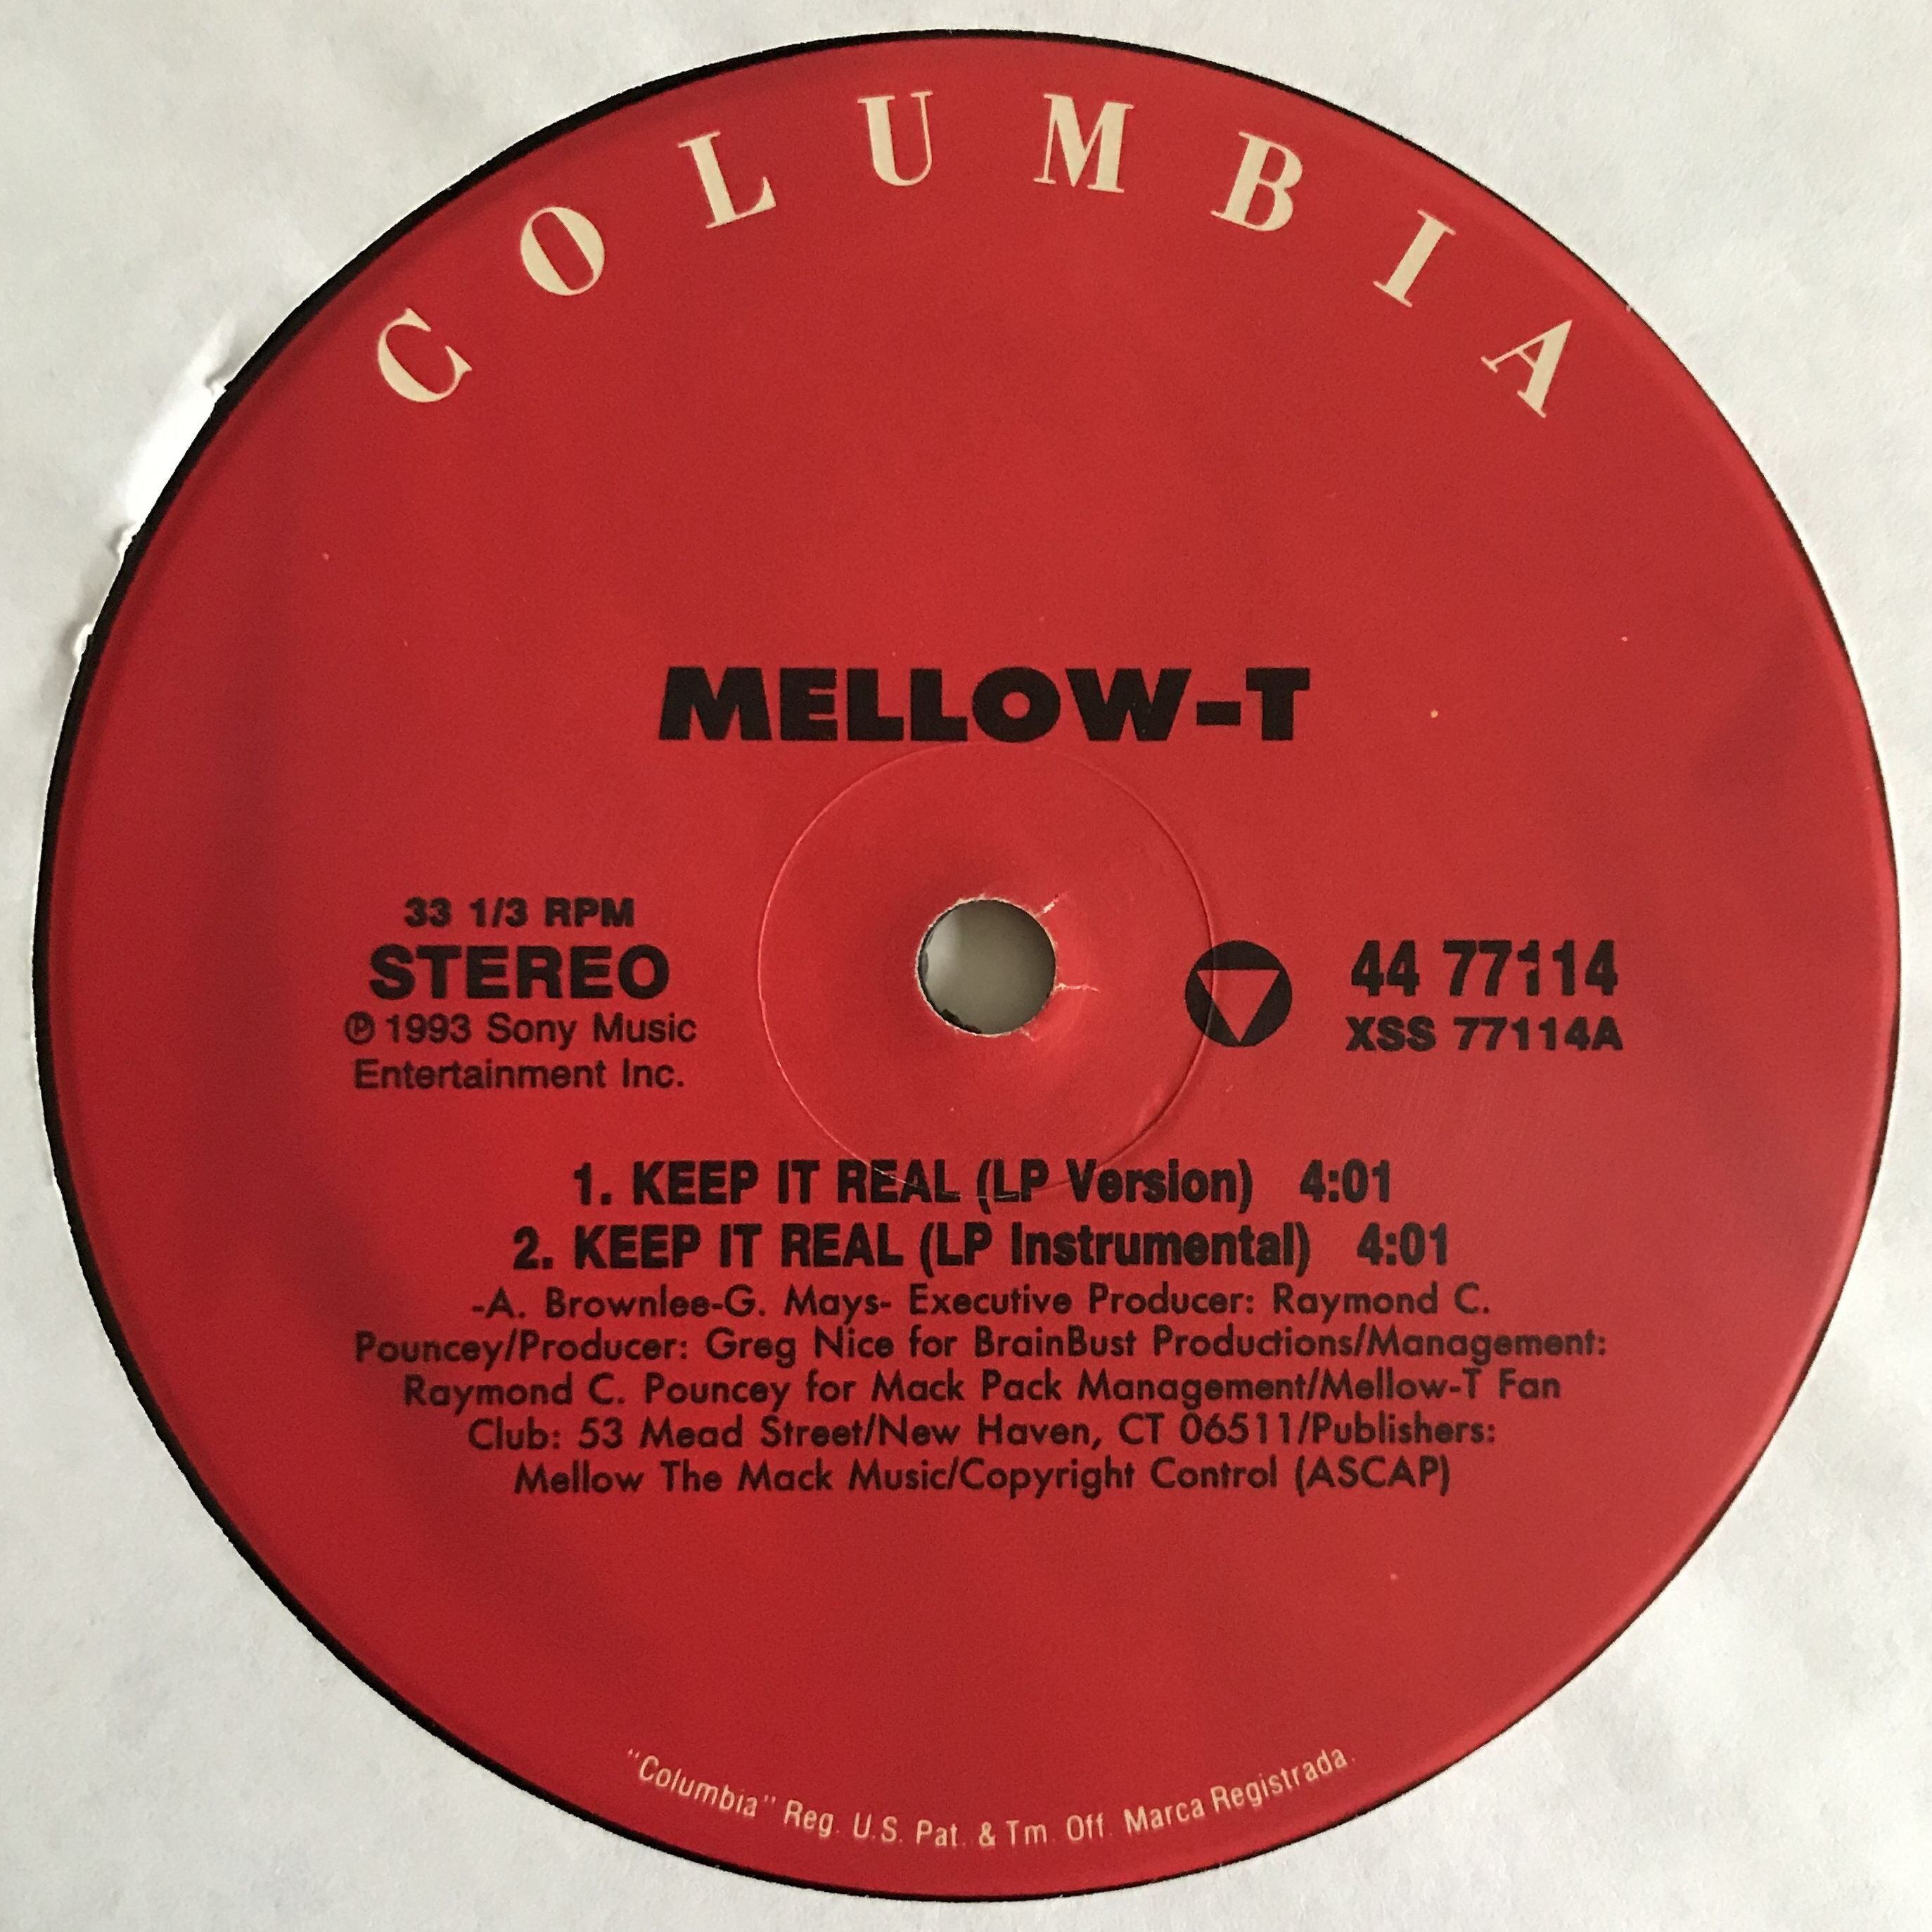 COLUMBIA
MELLOW-T
33 1/3 RPM
STEREO
℗ 1993 Sony Music
Entertainment Inc.
44 77114
XSS 77114A
1. KEEP IT REAL (LP Version) 4:01
2. KEEP IT REAL (LP Instrumental) 4:01
-A. Brownlee-G. Mays- Executive Producer: Raymond C.
Pouncey/Producer: Greg Nice for BrainBust Productions/Management:
Raymond C. Pouncey for Mack Pack Management/Mellow-T Fan
Club: 53 Mead Street/New Haven, CT 06511/Publishers:
Mellow The Mack Music/Copyright Control (ASCAP)
"Columbia" Reg. U.S. Pat. & Tm. Off. Marca Registrada.